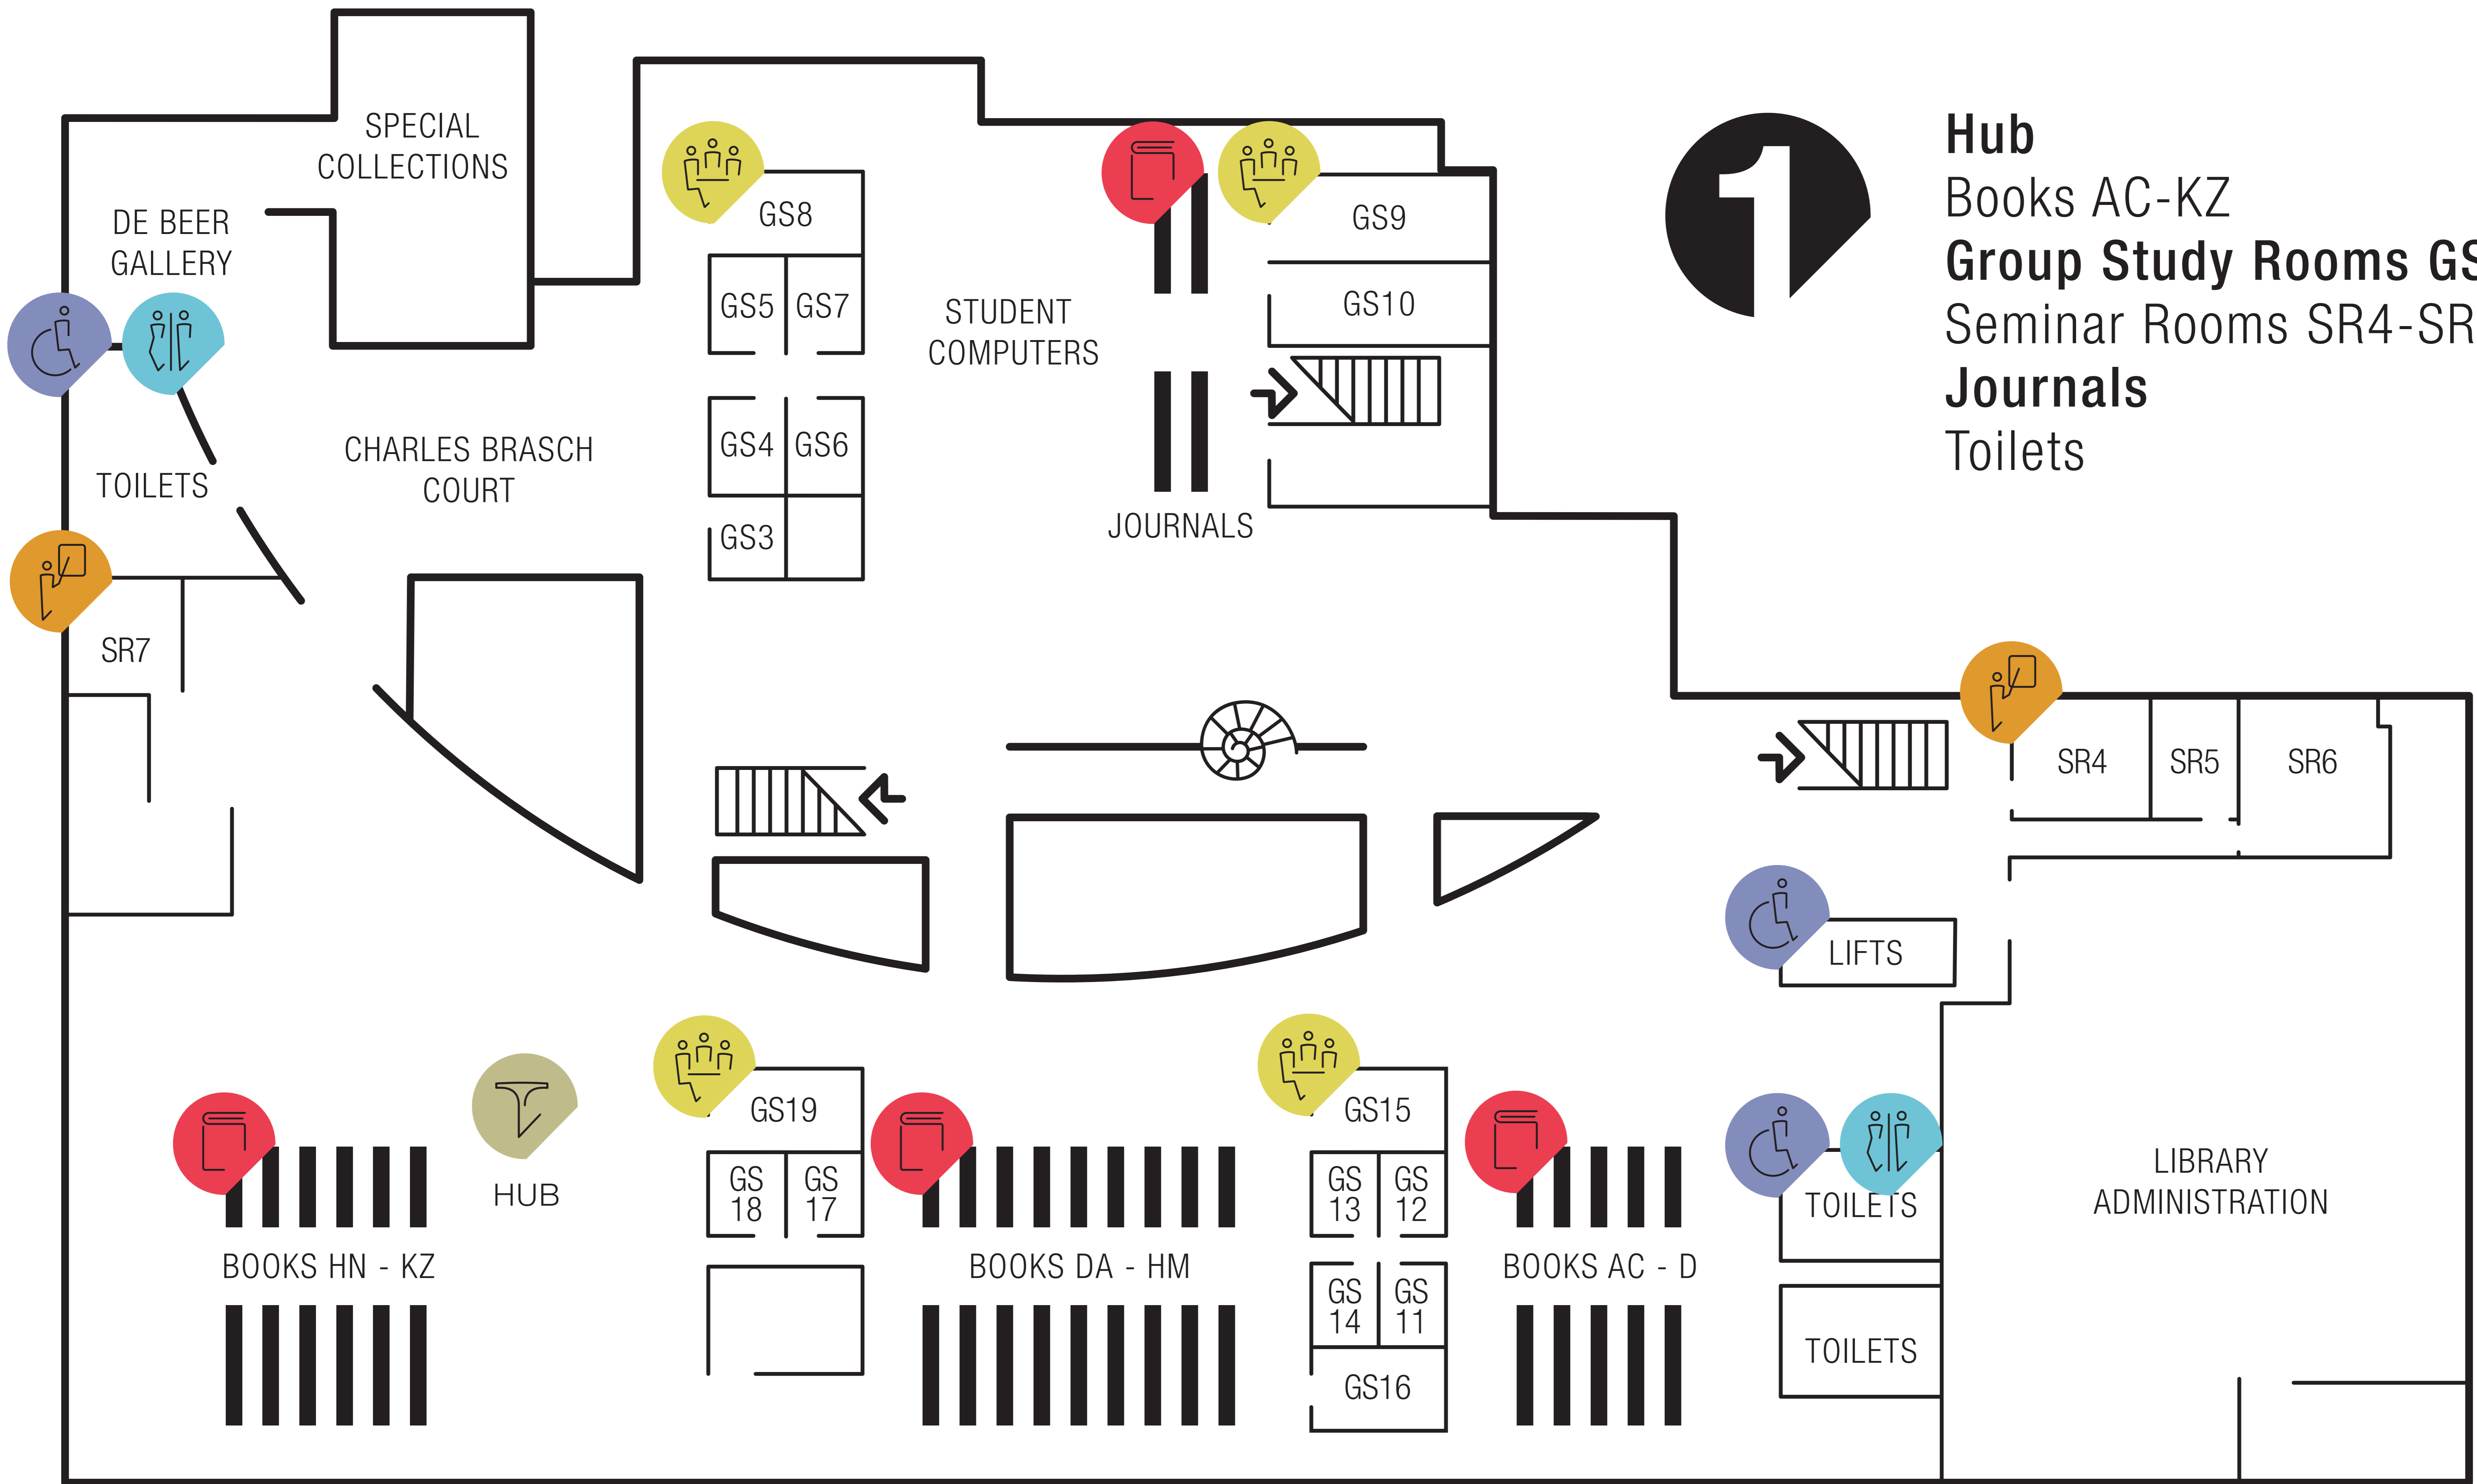 SPECIAL
COLLECTIONS
DE BEER
GALLERY
TOILETS
CHARLES BRASCH
COURT
SR7
GS8
GS5
GS7
GS4
GS6
GS3
STUDENT
COMPUTERS
JOURNALS
GS9
GS10
1
Hub
Books AC-KZ
Group Study Rooms GS
Seminar Rooms SR4-SR
Journals
Toilets
SR4
SR5
SR6
LIFTS
HUB
BOOKS HN - KZ
GS19
GS
18
GS
17
BOOKS DA - HM
GS15
GS
13
GS
12
GS
14
GS
11
GS16
BOOKS AC - D
TOILETS
TOILETS
LIBRARY
ADMINISTRATION